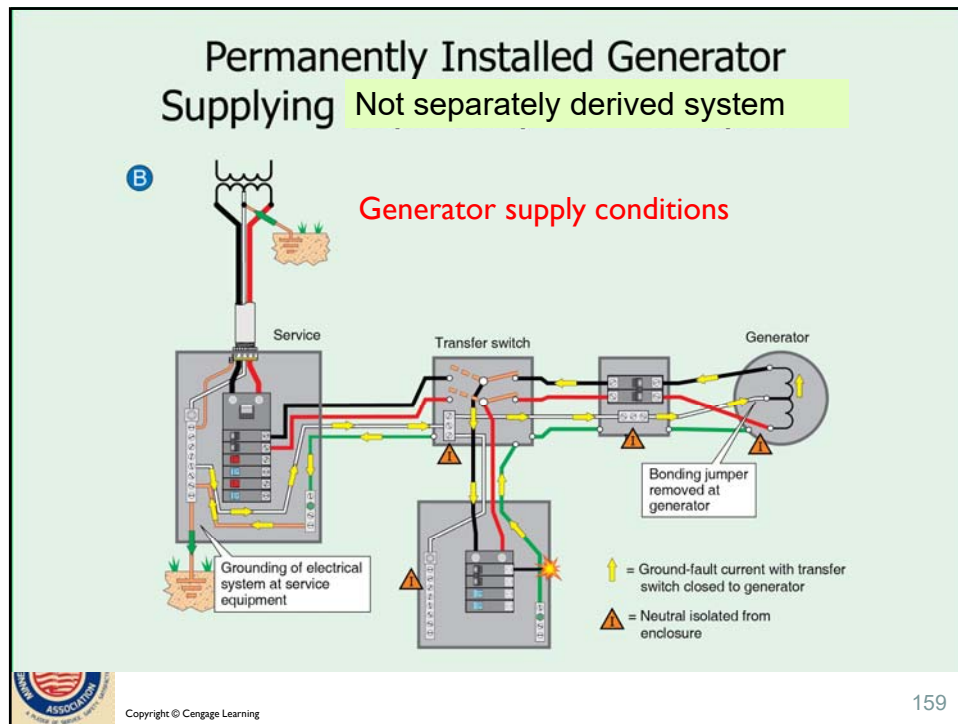 Permanently Installed Generator
Supplying Not separately derived system
B
Generator supply conditions
Service
Transfer switch
Generator
Bonding jumper
removed at
generator
Grounding of electrical
system at service
equipment
= Ground-fault current with transfer
switch closed to generator
I = Neutral isolated from
enclosure
ASSOCIATION
Copyright © Cengage Learning
159